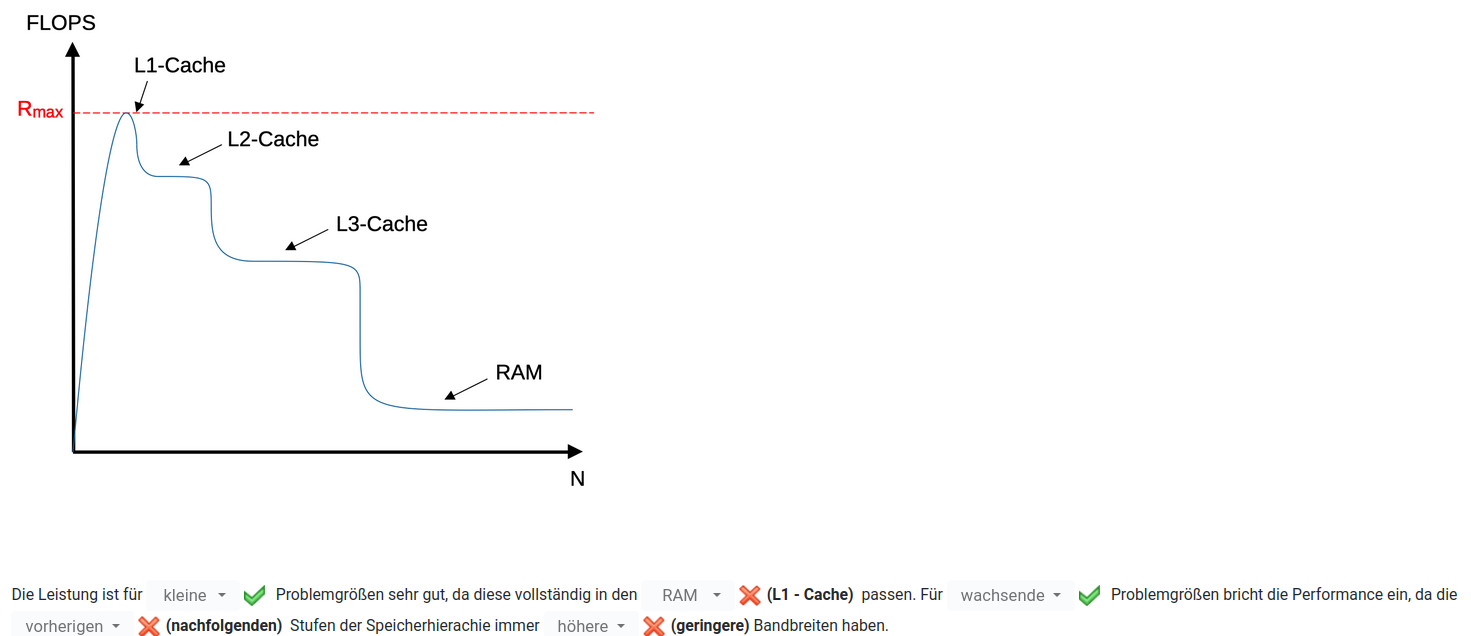 FLOPS
L1-Cache
Rmax
L2-Cache
L3-Cache
RAM
N
Die Leistung ist für kleine Problemgrößen sehr gut, da diese vollständig in den RAM (L1 - Cache) passen. Für wachsende Problemgrößen bricht die Performance ein, da die
vorherigen (nachfolgenden) Stufen der Speicherhierachie immer höhere (geringere) Bandbreiten haben.